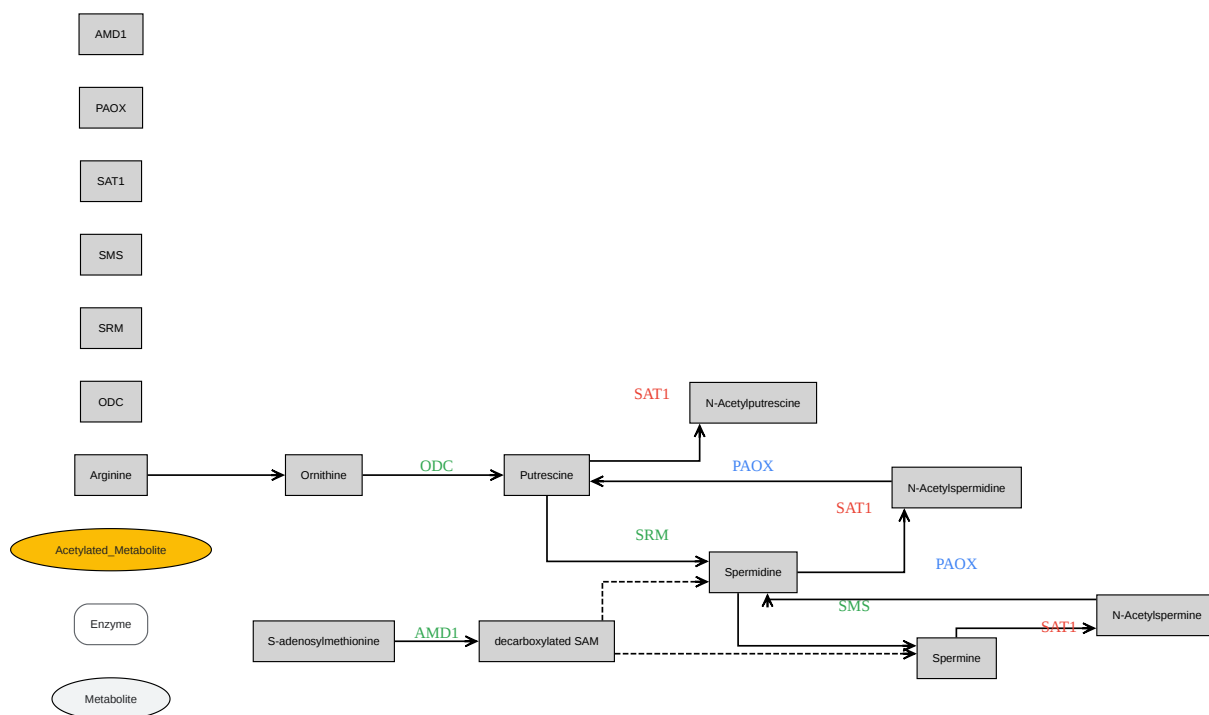 AMD1
PAOX
SAT1
SMS
SRM
ODC
SAT1
N-Acetylputrescine
Arginine
Ornithine
ODC
Putrescine
PAOX
N-Acetylspermidine
SAT1
Acetylated_Metabolite
SRM
Spermidine
PAOX
Enzyme
SMS
N-Acetylspermine
S-adenosylmethionine
AMD1
decarboxylated SAM
SAT1
Spermine
Metabolite